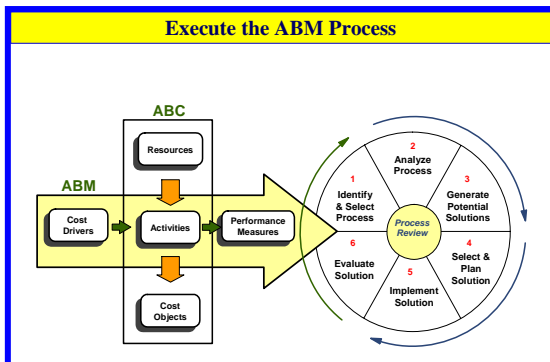 Execute the ABM Process
ABC
Resources
ABM
Cost
Drivers
Activities
Performance
Measures
Cost
Objects
1
Identify
& Select
Process
2
Analyze
Process
3
Generate
Potential
Solutions
4
Select &
Plan
Solution
5
Implement
Solution
6
Evaluate
Solution
Process
Review